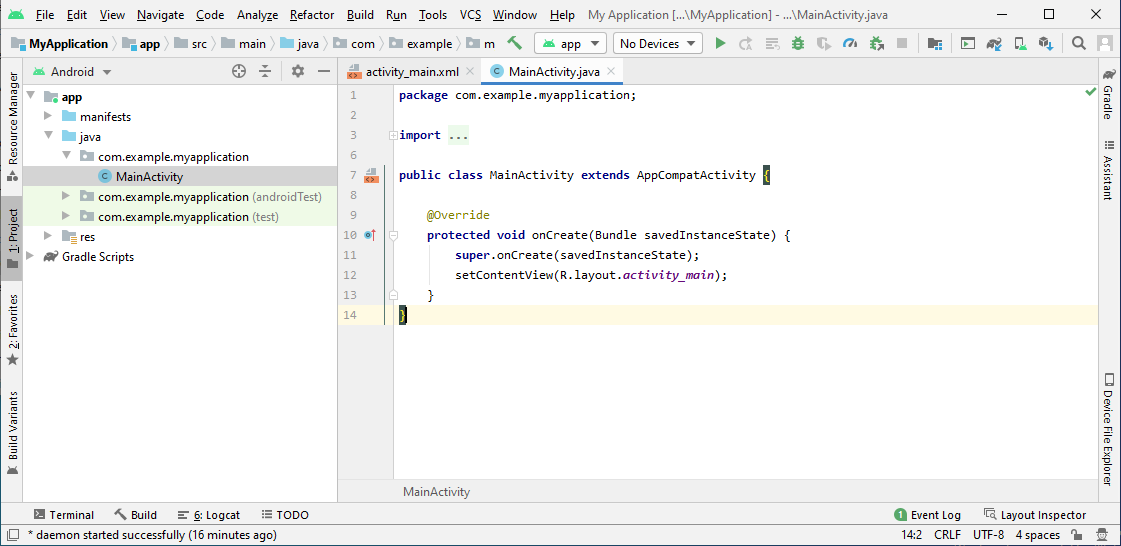 File Edit View Navigate Code Analyze Refactor Build Run Tools VCS Window Help My Application [...\MyApplication] - ...\MainActivity.java
MyApplication app src main java com example m app No Devices
Android
activity_main.xml MainActivity.java
Resource Manager
1: Project
2: Favorites
Build Variants
app
manifests
java
com.example.myapplication
MainActivity
com.example.myapplication (androidTest)
com.example.myapplication (test)
res
Gradle Scripts
1 package com.example.myapplication;
2
3 import ...
6
7 public class MainActivity extends AppCompatActivity {
8
9 @Override
10 protected void onCreate(Bundle savedInstanceState) {
11 super.onCreate(savedInstanceState);
12 setContentView(R.layout.activity_main);
13 }
14 }
MainActivity
Gradle
Assistant
Device File Explorer
Terminal Build 6: Logcat TODO 1 Event Log Layout Inspector
* daemon started successfully (16 minutes ago) 14:2 CRLF UTF-8 4 spaces